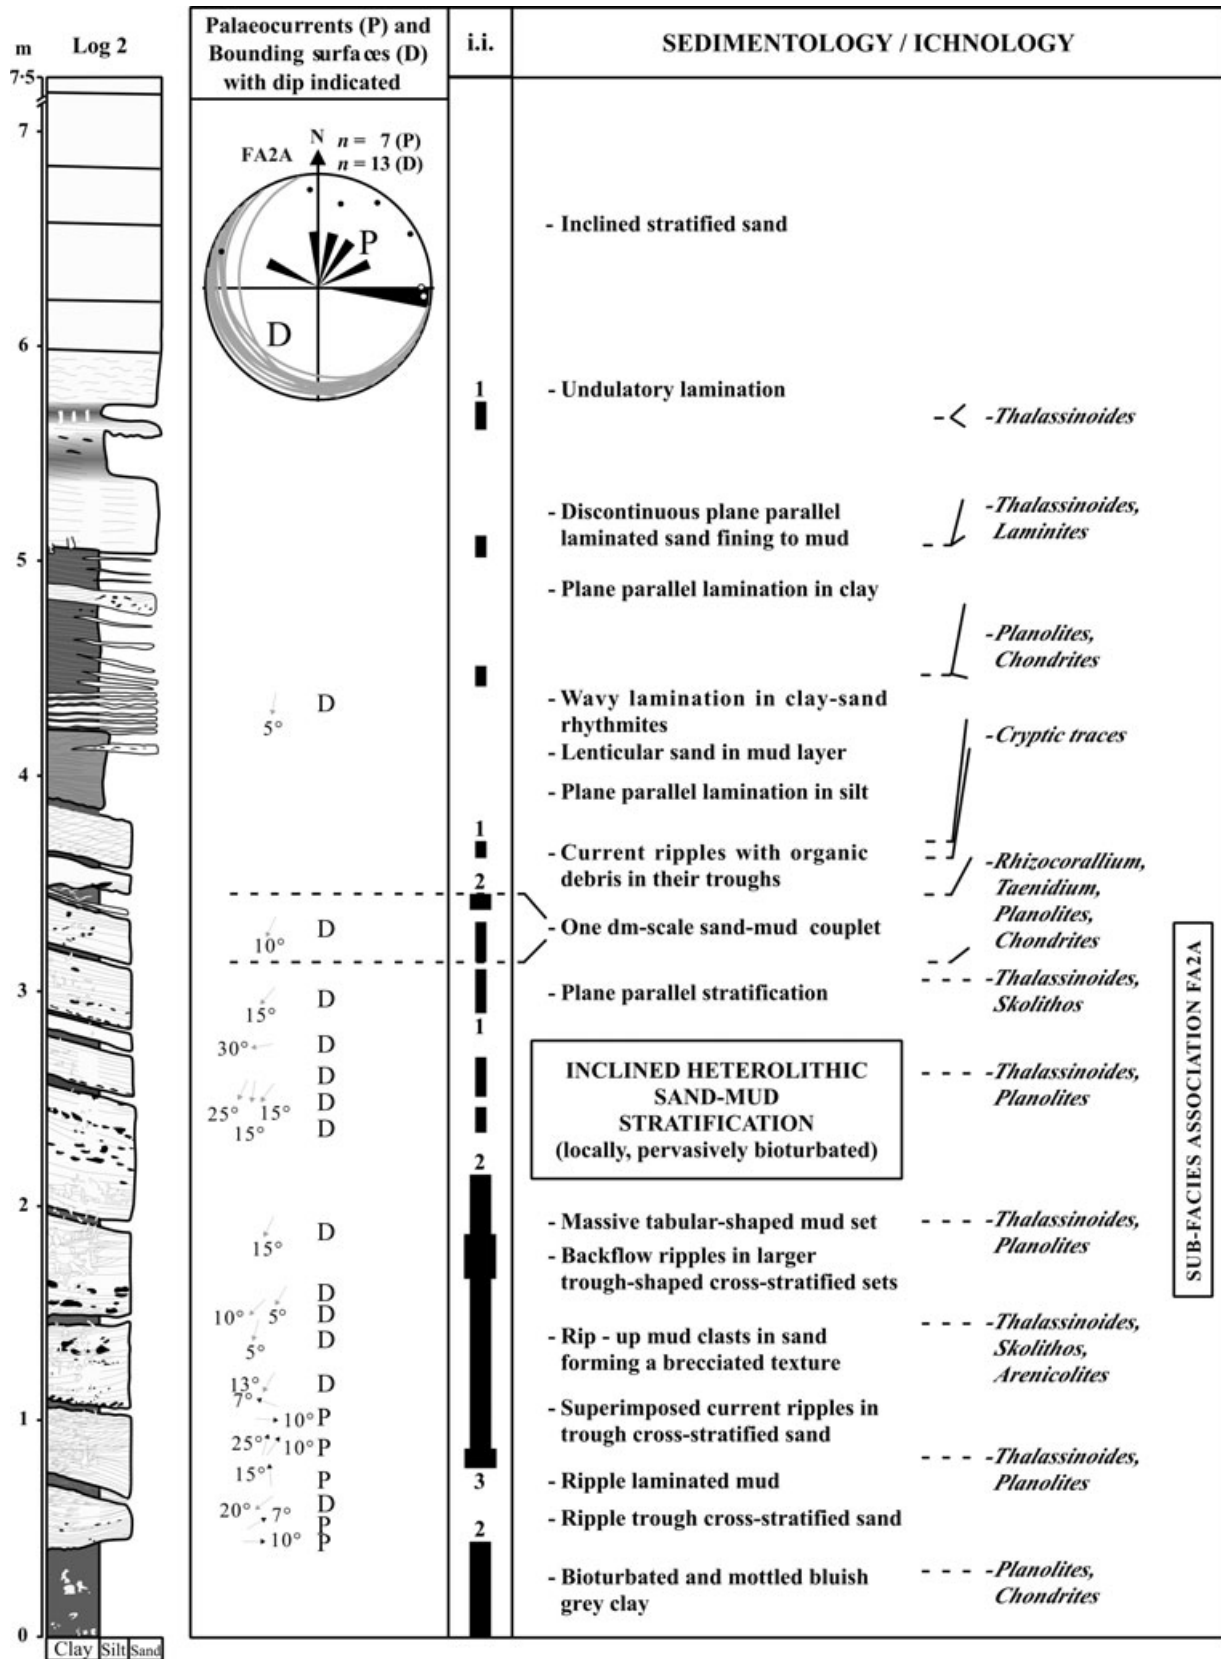 m
Log 2
Palaeocurrents (P) and
Bounding surfaces (D)
with dip indicated
i.i.
SEDIMENTOLOGY / ICHNOLOGY
7·5
7
6
5
4
3
2
1
0
Clay
Silt
Sand
FA2A
N
n = 7 (P)
n = 13 (D)
P
D
D
5°
D
10°
D
15°
D
30°
D
D
D
25°
15°
15°
D
15°
D
D
D
10°
5°
5°
D
13°
7°
10° P
25°
10° P
15°
P
D
20°
7°
P
10° P
1
1
2
1
2
3
2
- Inclined stratified sand
- Undulatory lamination
- Discontinuous plane parallel
laminated sand fining to mud
- Plane parallel lamination in clay
- Wavy lamination in clay-sand
rhythmites
- Lenticular sand in mud layer
- Plane parallel lamination in silt
- Current ripples with organic
debris in their troughs
- One dm-scale sand-mud couplet
- Plane parallel stratification
INCLINED HETEROLITHIC
SAND-MUD
STRATIFICATION
(locally, pervasively bioturbated)
- Massive tabular-shaped mud set
- Backflow ripples in larger
trough-shaped cross-stratified sets
- Rip - up mud clasts in sand
forming a brecciated texture
- Superimposed current ripples in
trough cross-stratified sand
- Ripple laminated mud
- Ripple trough cross-stratified sand
- Bioturbated and mottled bluish
grey clay
-Thalassinoides
-Thalassinoides,
Laminites
-Planolites,
Chondrites
-Cryptic traces
-Rhizocorallium,
Taenidium,
Planolites,
Chondrites
-Thalassinoides,
Skolithos
-Thalassinoides,
Planolites
-Thalassinoides,
Planolites
-Thalassinoides,
Skolithos,
Arenicolites
-Thalassinoides,
Planolites
-Planolites,
Chondrites
SUB-FACIES ASSOCIATION FA2A